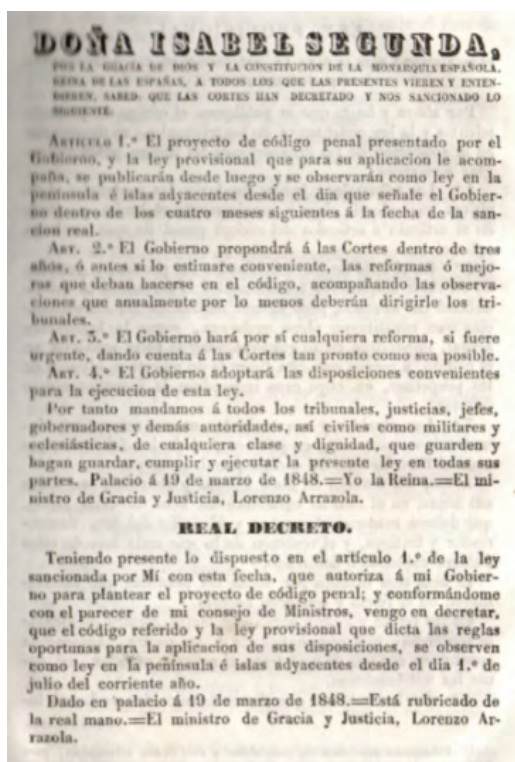 DOÑA ISABEL SEGUNDA,
POR LA GRACIA DE DIOS Y LA CONSTITUCION DE LA MONARQUIA ESPAÑOLA,
REINA DE LAS ESPAÑAS, A TODOS LOS QUE LAS PRESENTES VIEREN Y ENTEN-
DIEREN, SABED: QUE LAS CORTES HAN DECRETADO Y NOS SANCIONADO LO
SIGUIENTE:
ARTICULO 1.º El proyecto de código penal presentado por el
Gobierno, y la ley provisional que para su aplicacion le acom-
paña, se publicarán desde luego y se observarán como ley en la
península é islas adyacentes desde el dia que señale el Gobier-
no dentro de los cuatro meses siguientes á la fecha de la san-
cion real.
ART. 2.º El Gobierno propondrá á las Cortes dentro de tres
años, ó antes si lo estimare conveniente, las reformas ó mejo-
ras que deban hacerse en el código, acompañando las observa-
ciones que anualmente por lo menos deberán dirigirle los tri-
bunales.
ART. 3.º El Gobierno hará por sí cualquiera reforma, si fuere
urgente, dando cuenta á las Cortes tan pronto como sea posible.
ART. 4.º El Gobierno adoptará las disposiciones convenientes
para la ejecucion de esta ley.
Por tanto mandamos á todos los tribunales, justicias, jefes,
gobernadores y demás autoridades, así civiles como militares y
eclesiásticas, de cualquiera clase y dignidad, que guarden y
hagan guardar, cumplir y ejecutar la presente ley en todas sus
partes. Palacio á 19 de marzo de 1848.=Yo la Reina.=El mi-
nistro de Gracia y Justicia, Lorenzo Arrazola.
REAL DECRETO.
Teniendo presente lo dispuesto en el artículo 1.º de la ley
sancionada por Mí con esta fecha, que autoriza á mi Gobier-
no para plantear el proyecto de código penal; y conformándome
con el parecer de mi consejo de Ministros, vengo en decretar,
que el código referido y la ley provisional que dicta las reglas
oportunas para la aplicacion de sus disposiciones, se observen
como ley en la península é islas adyacentes desde el dia 1.º de
julio del corriente año.
Dado en palacio á 19 de marzo de 1848.=Está rubricado de
la real mano.=El ministro de Gracia y Justicia, Lorenzo Ar-
razola.